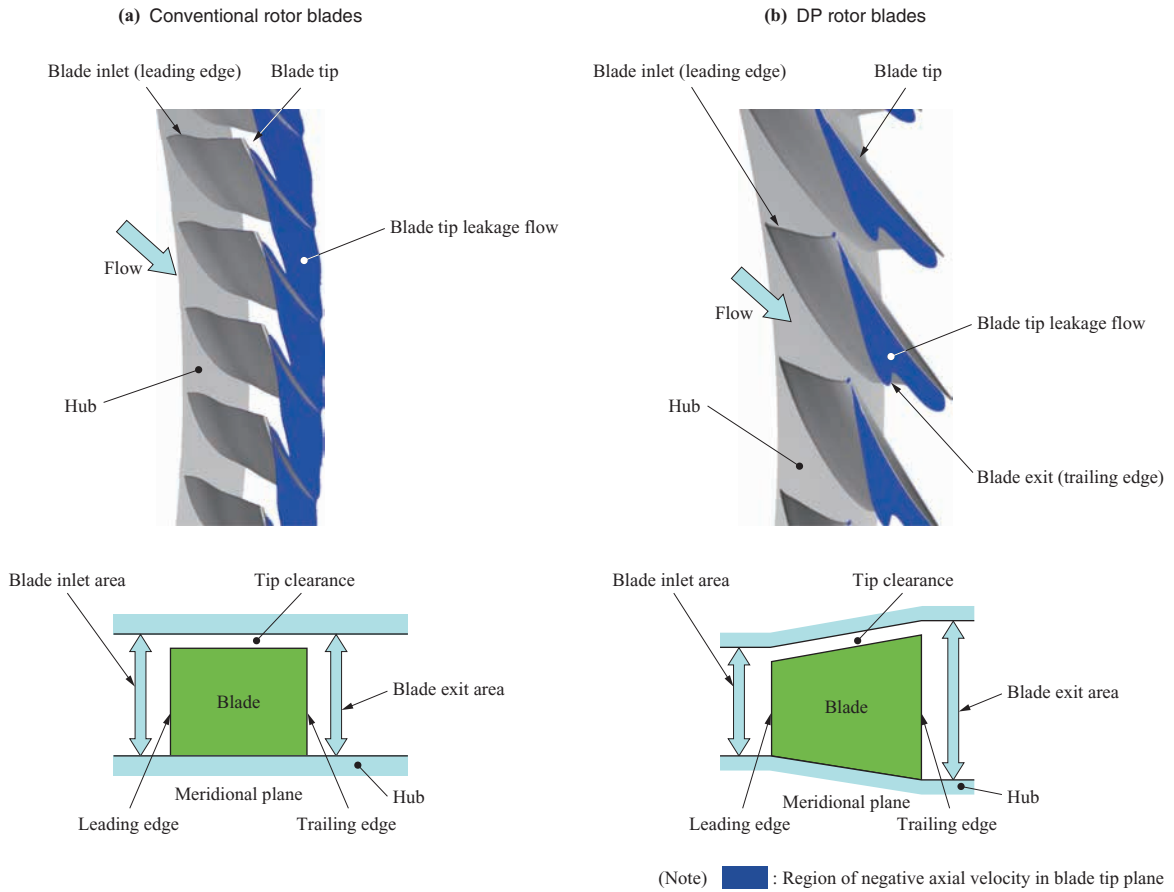 (a) Conventional rotor blades
Blade inlet (leading edge)
Blade tip
Blade tip leakage flow
Flow
Hub
Blade inlet area
Tip clearance
Blade
Blade exit area
Hub
Meridional plane
Leading edge
Trailing edge
(b) DP rotor blades
Blade inlet (leading edge)
Blade tip
Flow
Blade tip leakage flow
Hub
Blade exit (trailing edge)
Blade inlet area
Tip clearance
Blade
Blade exit area
Hub
Meridional plane
Leading edge
Trailing edge
(Note) : Region of negative axial velocity in blade tip plane